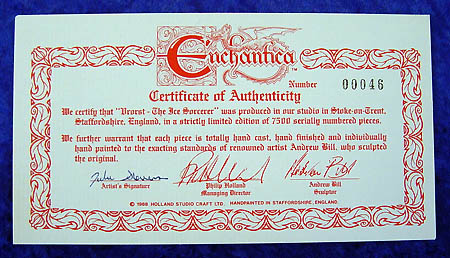 Enchantica™
Number 00046
Certificate of Authenticity
We certify that "Vorst - The Ice Sorcerer" was produced in our studio in Stoke-on-Trent,
Staffordshire, England, in a strictly limited edition of 7500 serially numbered pieces.
We further warrant that each piece is totally hand cast, hand finished and individually
hand painted to the exacting standards of renowned artist Andrew Bill, who sculpted
the original.
Artist's Signature
Philip Holland
Managing Director
Andrew Bill
Sculptor
© 1988 HOLLAND STUDIO CRAFT LTD. HANDPAINTED IN STAFFORDSHIRE, ENGLAND.